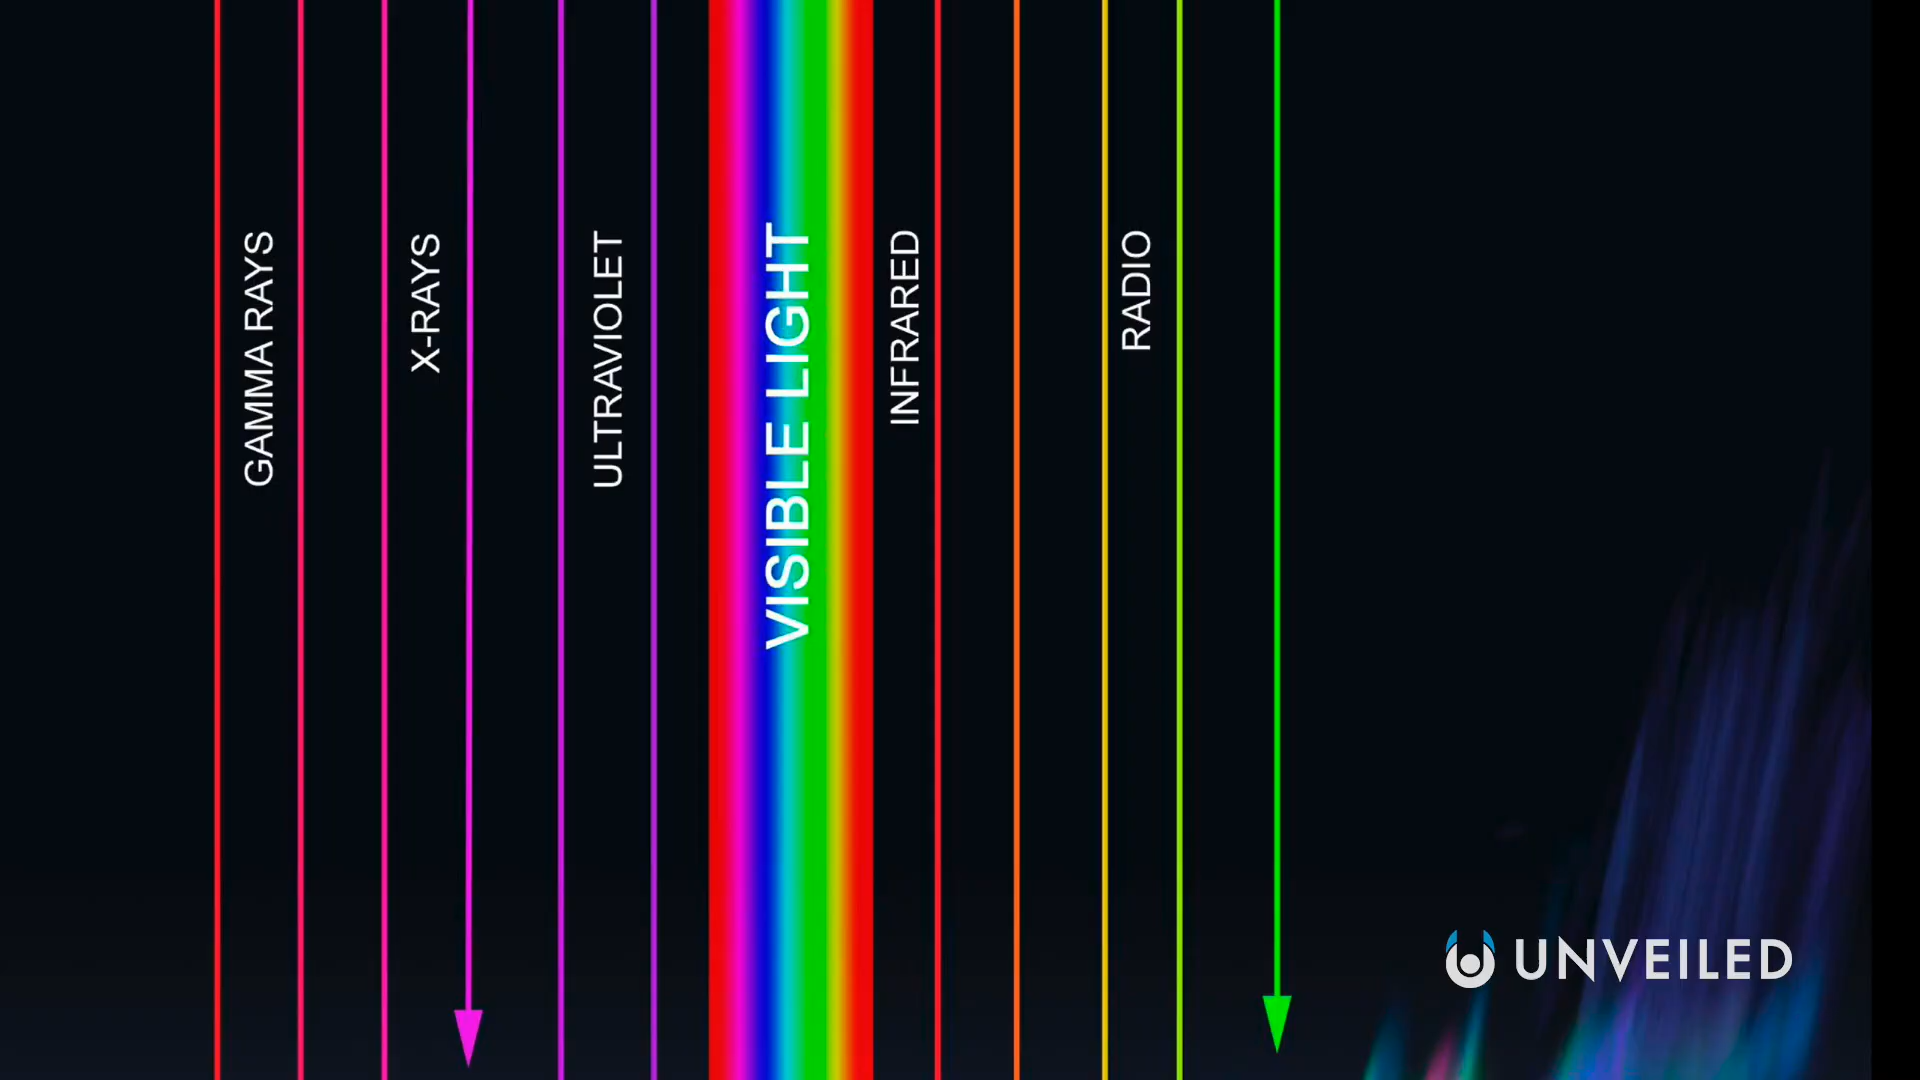 GAMMA RAYS
X-RAYS
ULTRAVIOLET
VISIBLE LIGHT
INFRARED
RADIO
UNVEILED